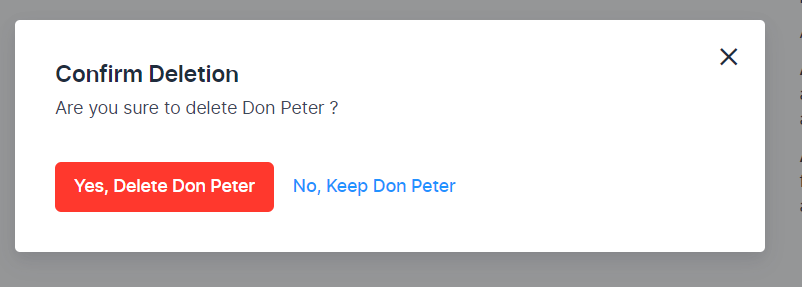 Confirm Deletion
Are you sure to delete Don Peter ?
Yes, Delete Don Peter
No, Keep Don Peter